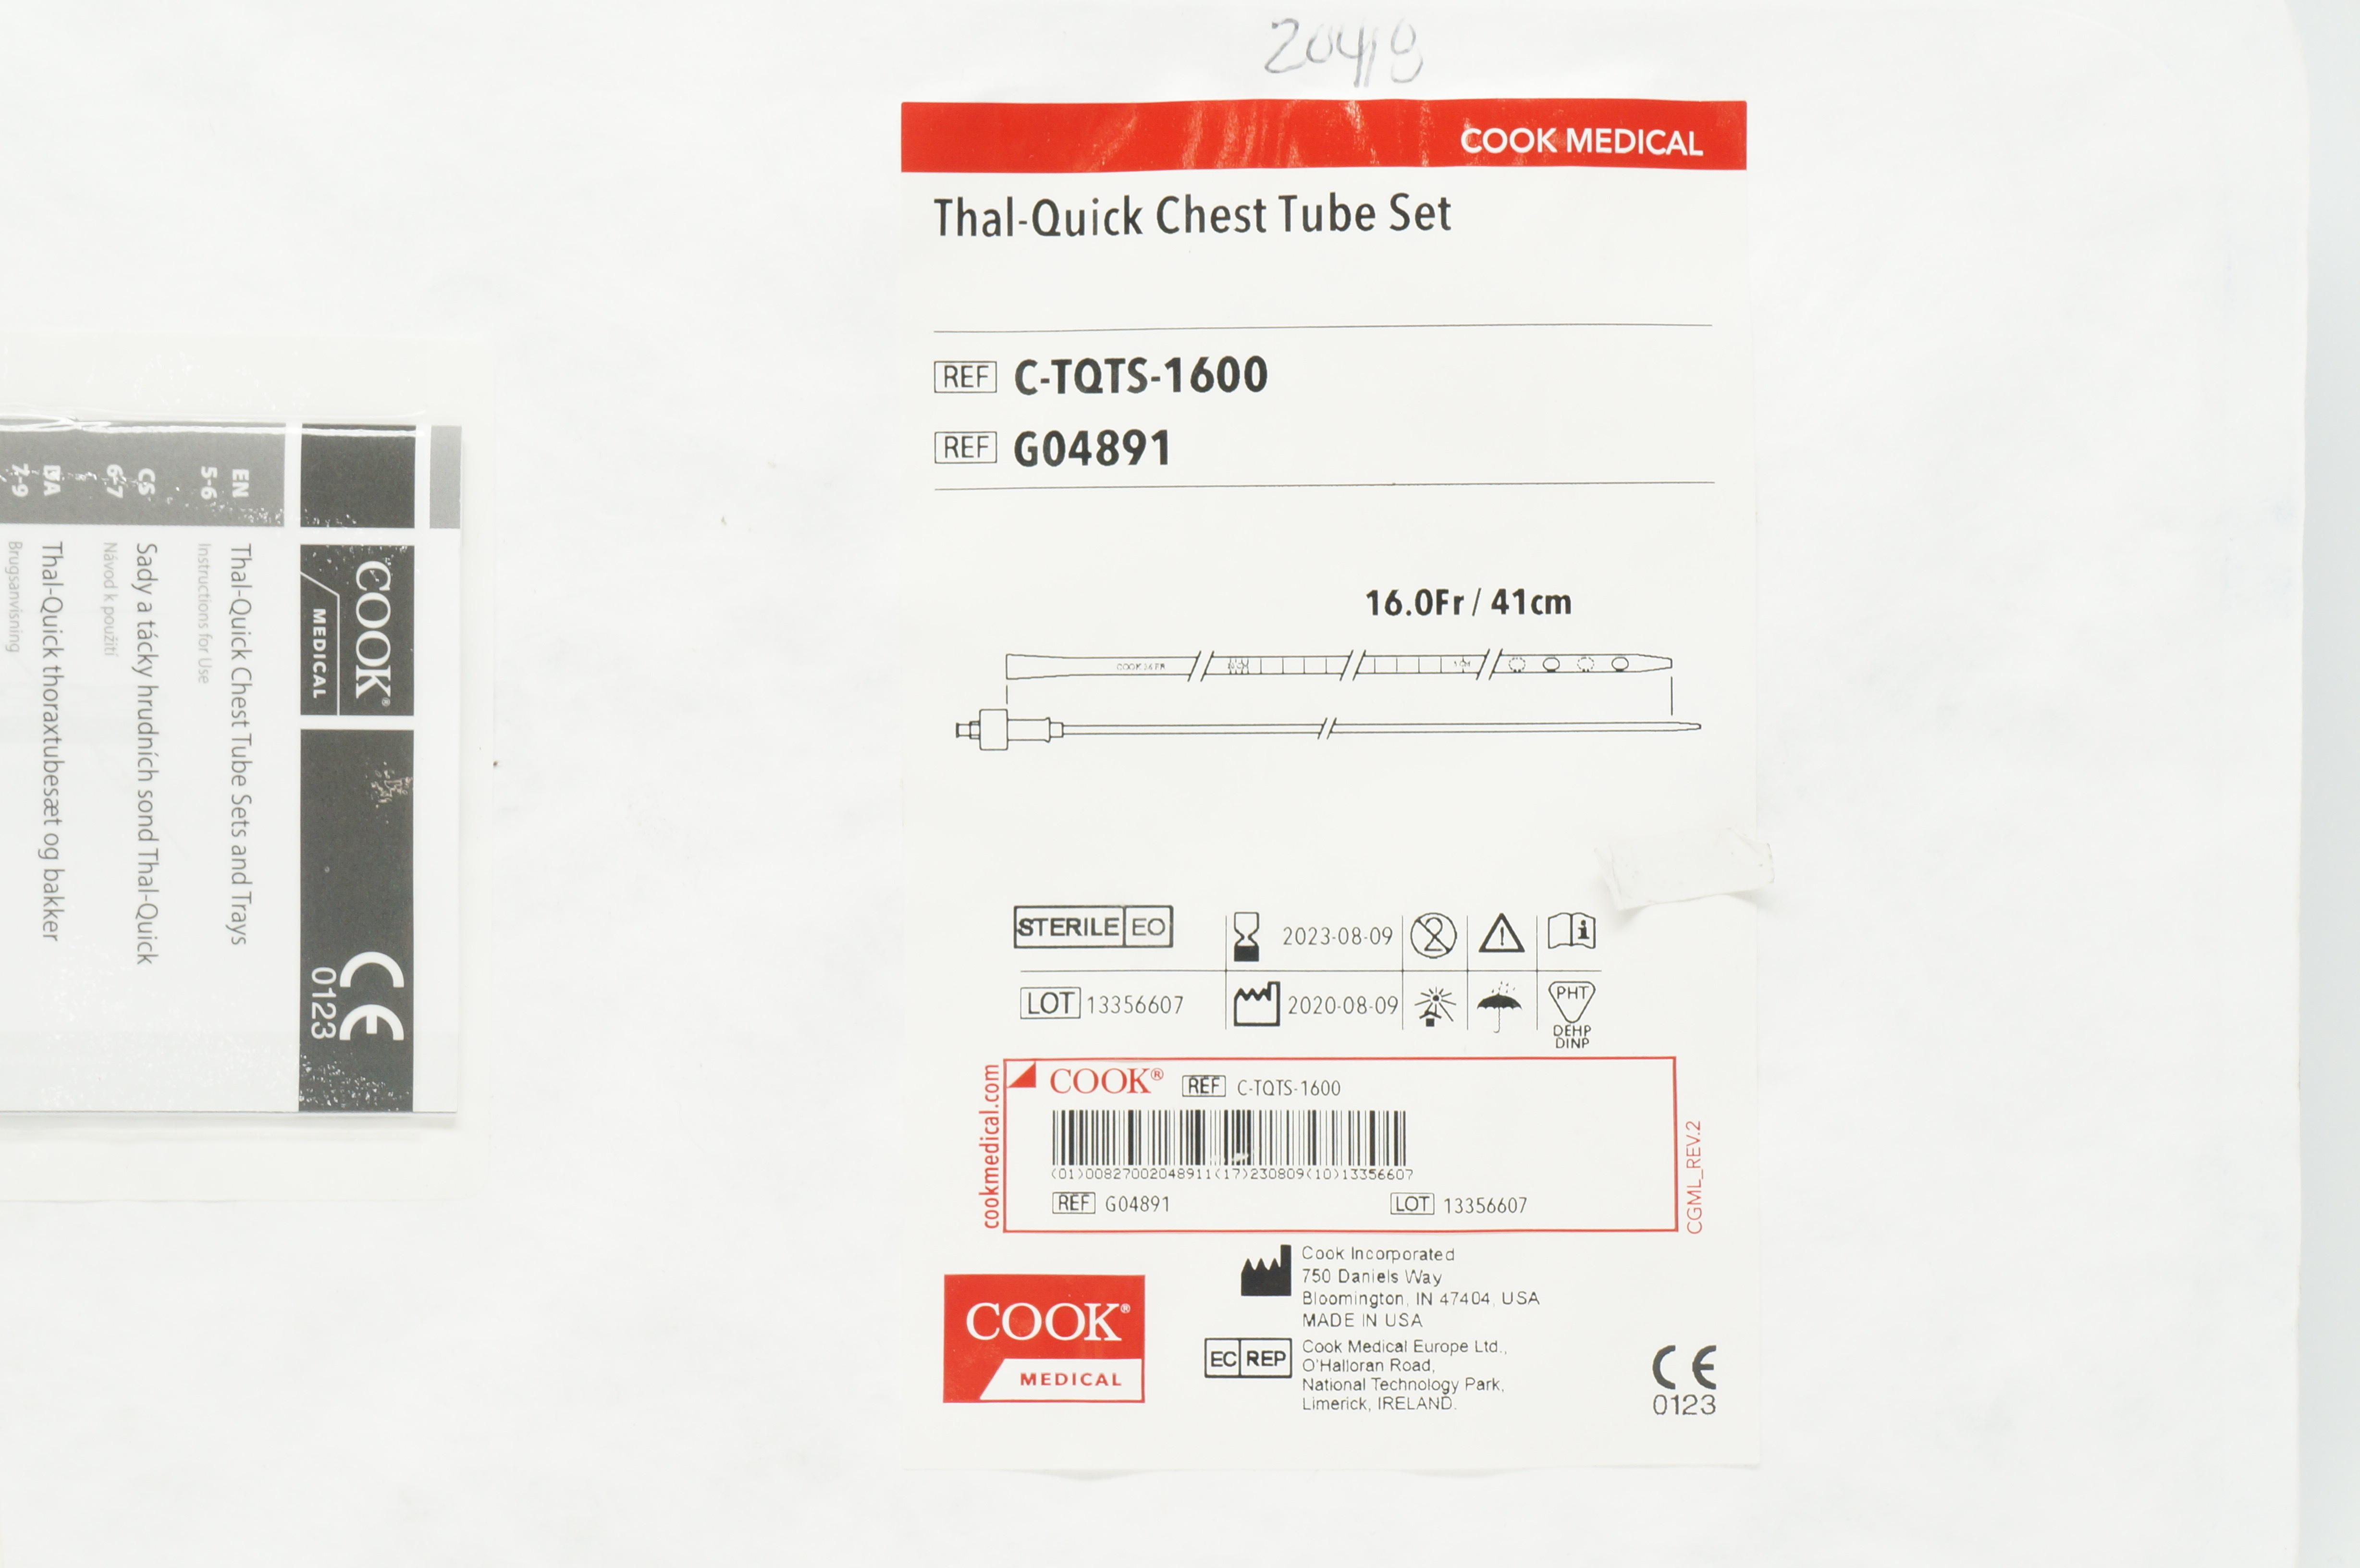 20418
COOK MEDICAL
Thal-Quick Chest Tube Set
REF C-TQTS-1600
REF G04891
16.0Fr / 41cm
STERILE EO
2023-08-09
2
LOT 13356607
2020-08-09
PHT
DEHP
DINP
cookmedical.com
COOK® REF C-TQTS-1600
(01)00827002048911(17)230809(10)13356607
REF G04891 LOT 13356607
CGML_REV.2
COOK®
MEDICAL
Cook Incorporated
750 Daniels Way
Bloomington, IN 47404, USA
MADE IN USA
EC REP
Cook Medical Europe Ltd.,
O'Halloran Road,
National Technology Park,
Limerick, IRELAND.
CE
0123
COOK®
MEDICAL
CE
0123
EN
5-6
Thal-Quick Chest Tube Sets and Trays
Instructions for Use
CS
6-7
Sady a tácky hrudních sond Thal-Quick
Návod k použití
DA
7-9
Thal-Quick thoraxtubesæt og bakker
Brugsanvisning